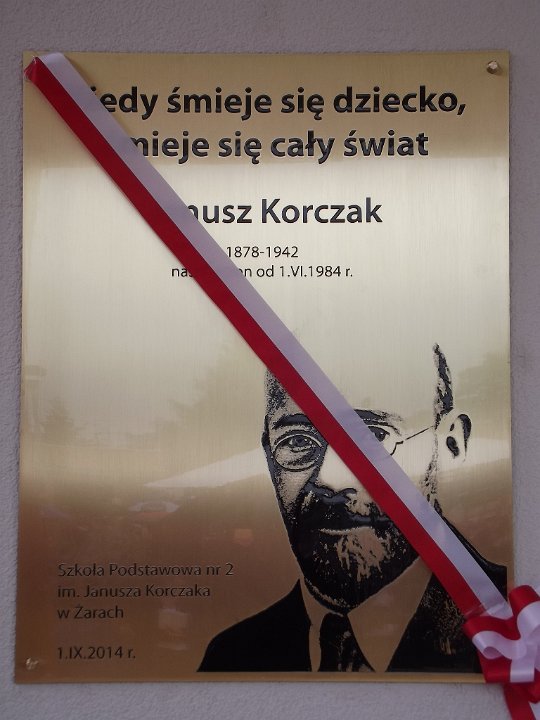 iedy śmieje się dziecko,
mieje się cały świat
nusz Korczak
1878-1942
od 1.VI.1984 r.
Szkoła Podstawowa nr 2
im. Janusza Korczaka
w Żarach
1.IX.2014 r.